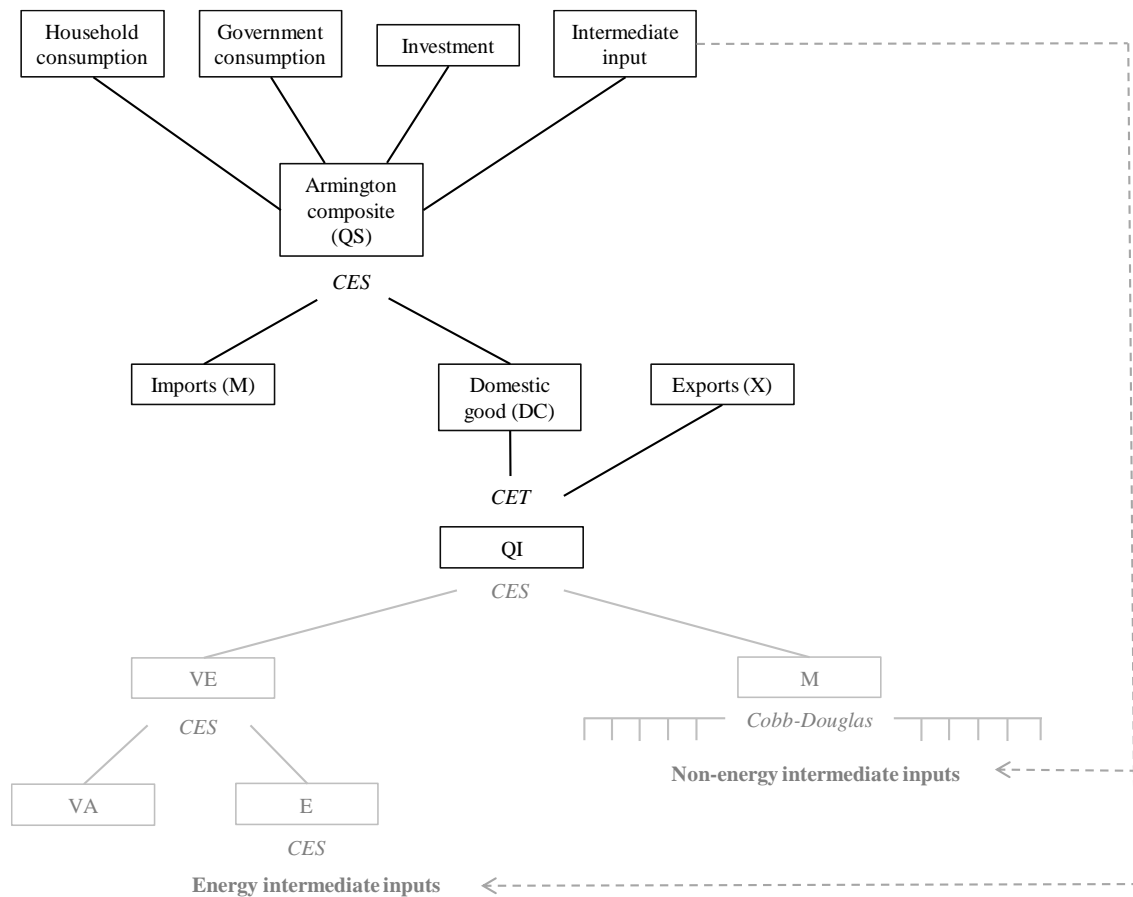 Household
consumption
Government
consumption
Investment
Intermediate
input
Armington
composite
(QS)
CES
Imports (M)
Domestic
good (DC)
Exports (X)
CET
QI
CES
VE
M
CES
Cobb-Douglas
Non-energy intermediate inputs
VA
E
CES
Energy intermediate inputs